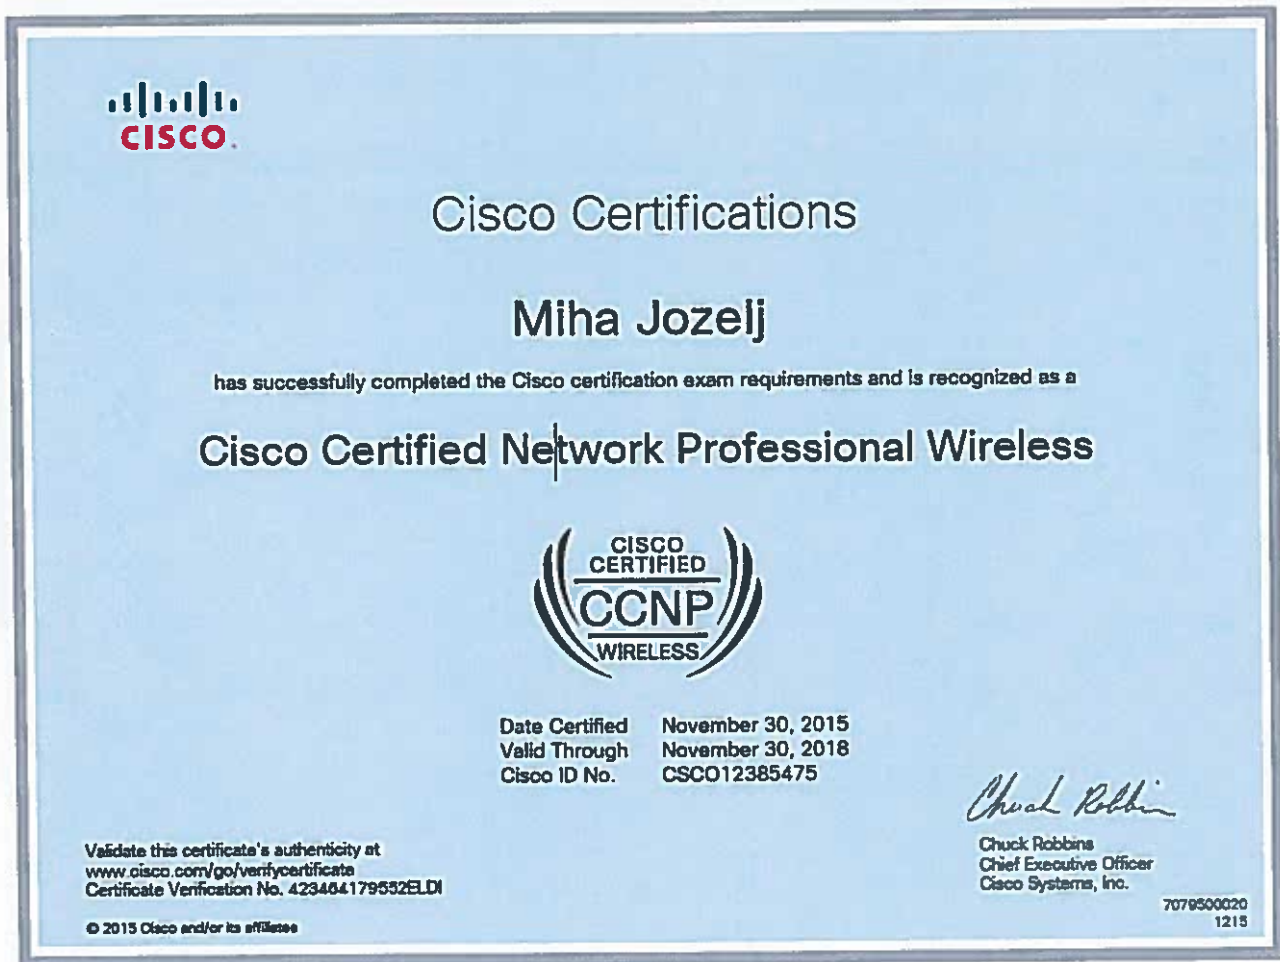 CISCO.
Cisco Certifications
Miha Jozelj
has successfully completed the Cisco certification exam requirements and is recognized as a
Cisco Certified Network Professional Wireless
CISCO
CERTIFIED
CCNP
WIRELESS
Date Certified November 30, 2015
Valid Through November 30, 2018
Cisco ID No. CSCO12385475
Chuck Robbins
Chuck Robbins
Chief Executive Officer
Cisco Systems, Inc.
Validate this certificate's authenticity at
www.cisco.com/go/verifycertificate
Certificate Verification No. 423464179552ELDI
© 2015 Cisco and/or its affiliates
7079500020
1215